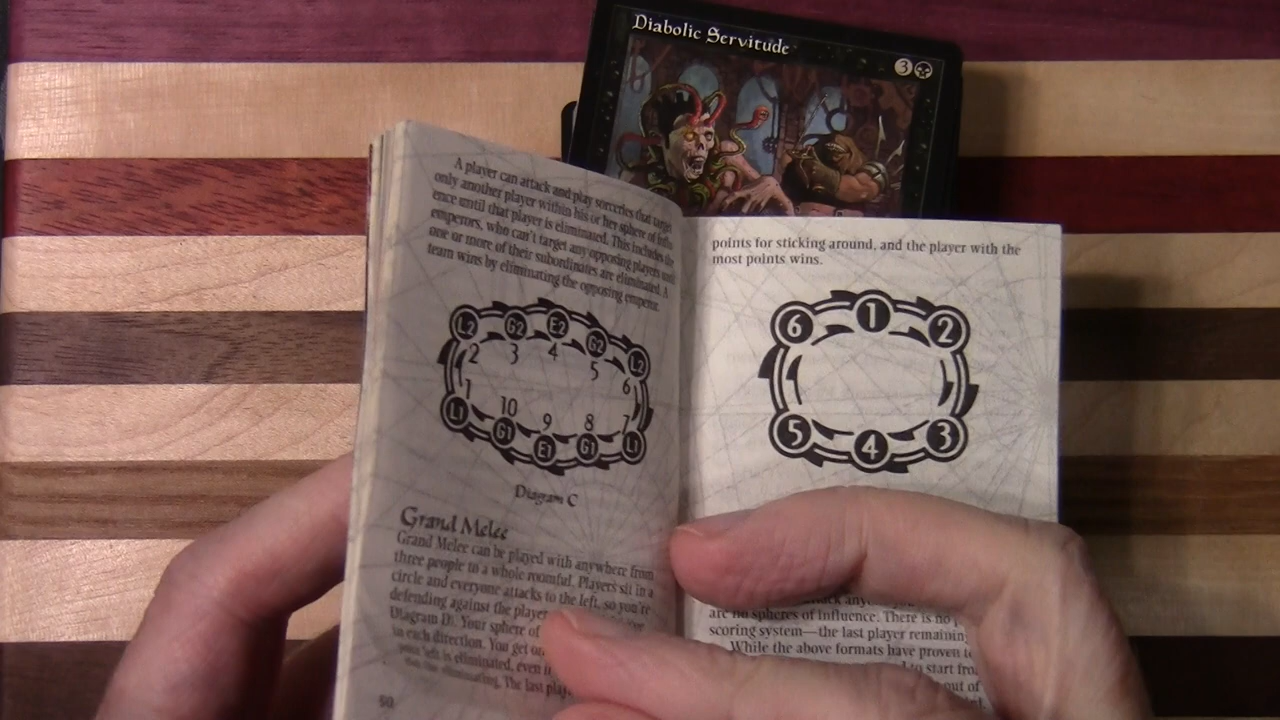 Diabolic Servitude
3
A player can attack and play sorceries that target
only another player within his or her sphere of influ-
ence until that player is eliminated. This includes the
emperors, who can't target any opposing players until
one or more of their subordinates are eliminated. A
team wins by eliminating the opposing emperor.
L2 G2 E2 G2 L2
2 3 4 5 6
1 10 9 8 7
L1 G1 E1 G1 L1
Diagram C
Grand Melee
Grand Melee can be played with anywhere from
three people to a whole roomful. Players sit in a
circle and everyone attacks to the left, so you're
defending against the player
Diagram D). Your sphere of
in each direction. You get
left is eliminated, even
eliminating. The last
50
points for sticking around, and the player with the
most points wins.
6 1 2
5 4 3
attack
are no spheres of influence. There is no
scoring system—the last player remaining
While the above formats have proven
to start
out of